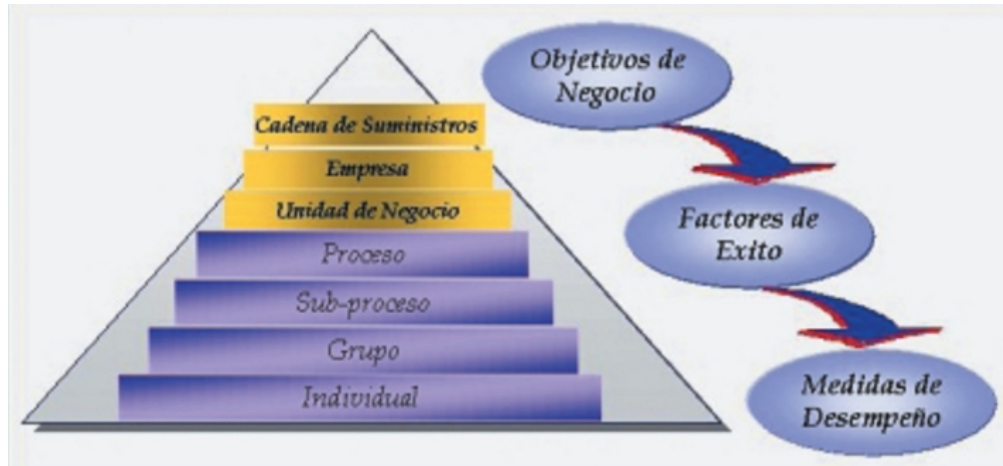 Cadena de Suministros
Empresa
Unidad de Negocio
Proceso
Sub-proceso
Grupo
Individual
Objetivos de
Negocio
Factores de
Exito
Medidas de
Desempeño